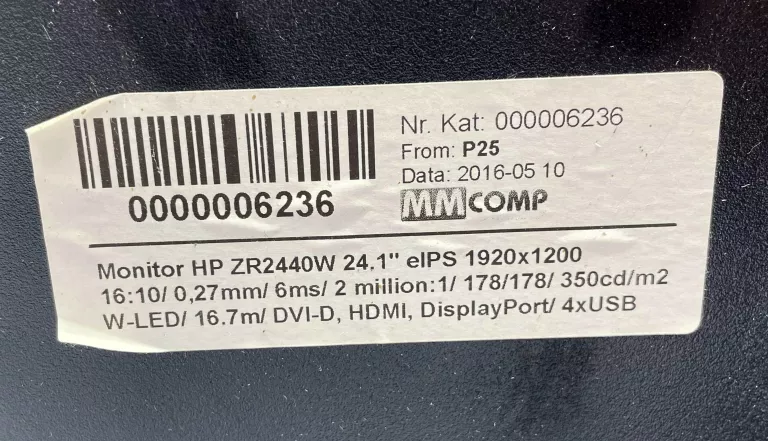 Nr. Kat: 000006236
From: P25
Data: 2016-05 10
MMCOMP
0000006236
Monitor HP ZR2440W 24.1" eIPS 1920x1200
16:10/ 0,27mm/ 6ms/ 2 million:1/ 178/178/ 350cd/m2
W-LED/ 16.7m/ DVI-D, HDMI, DisplayPort/ 4xUSB